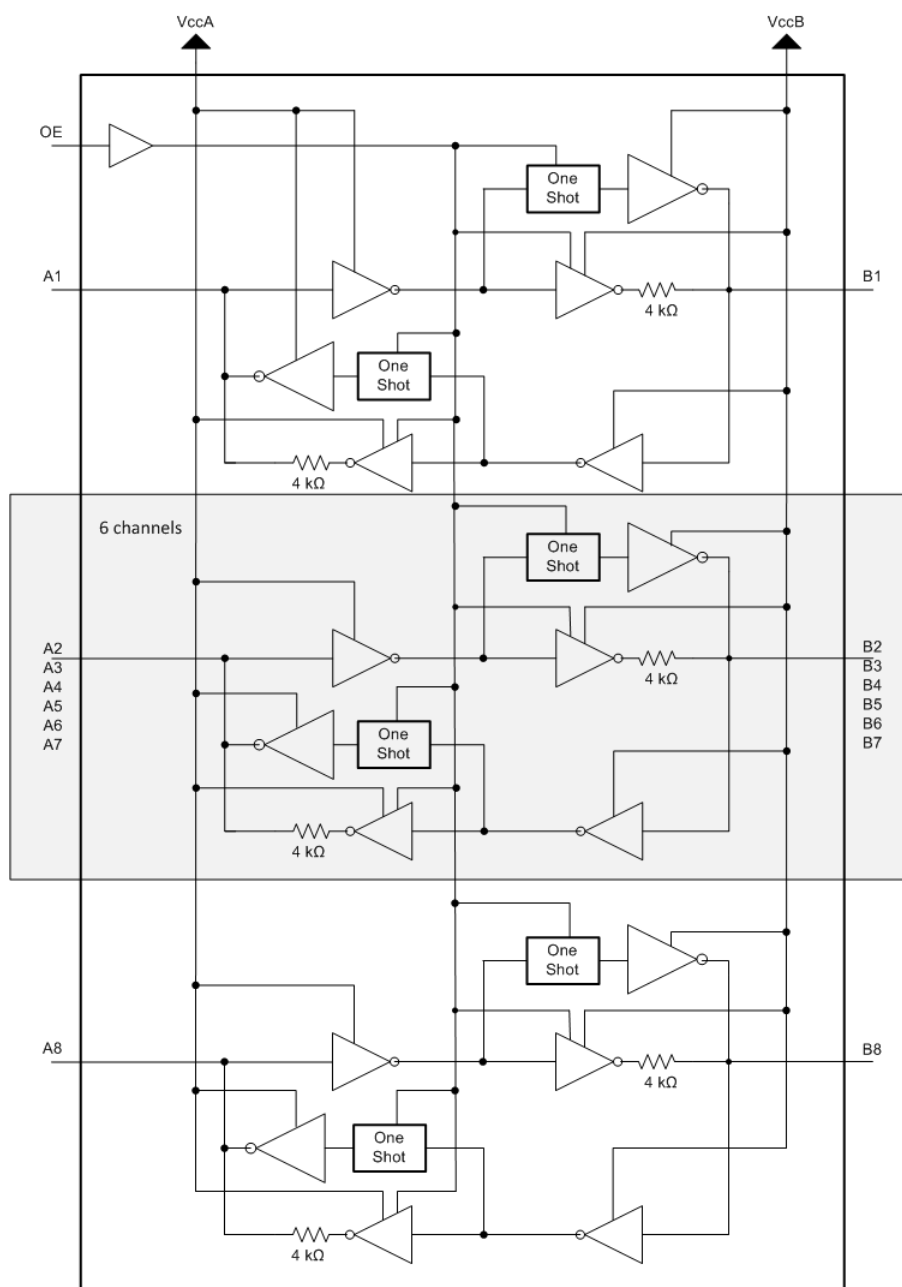 VccA
VccB
OE
One
Shot
A1
B1
4 kΩ
One
Shot
4 kΩ
6 channels
One
Shot
A2
A3
A4
A5
A6
A7
B2
B3
B4
B5
B6
B7
4 kΩ
One
Shot
4 kΩ
One
Shot
A8
B8
4 kΩ
One
Shot
4 kΩ